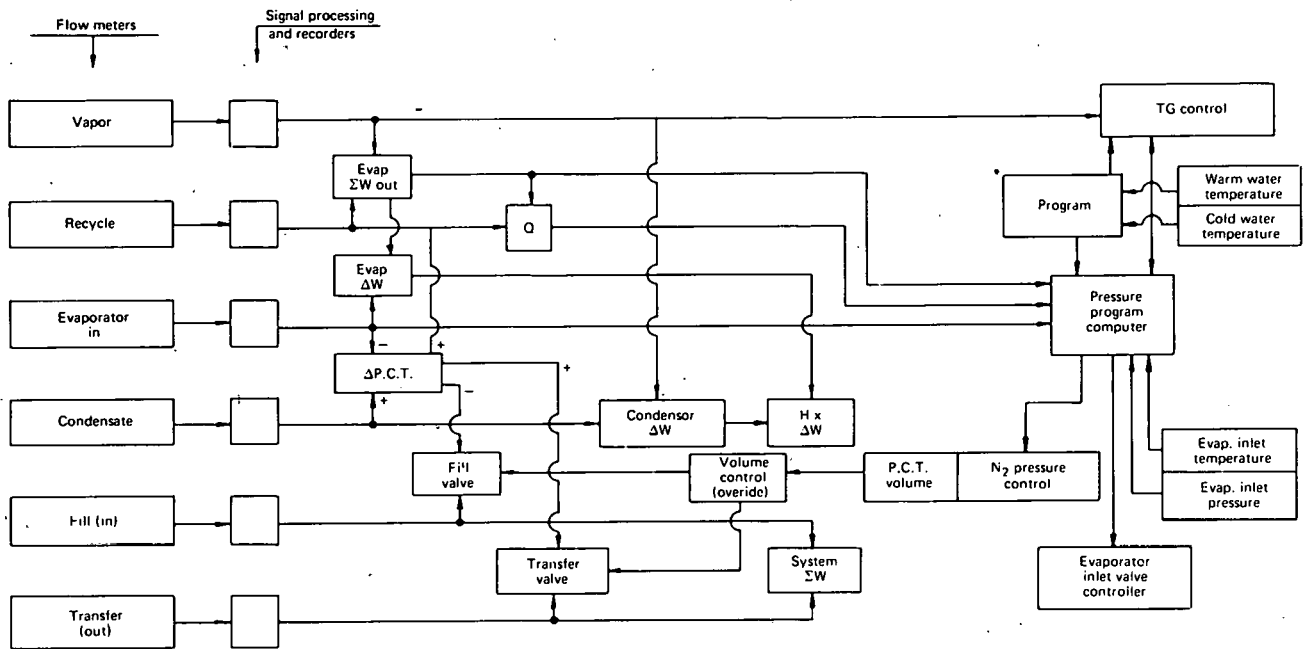 Flow meters
Signal processing
and recorders
Vapor
-
TG control
Evap
ΣW out
Program
Warm water
temperature
Cold water
temperature
Recycle
Q
Evap
ΔW
Pressure
program
computer
Evaporator
in
-
+
ΔP.C.T.
+
-
+
Condensate
Condensor
ΔW
H x
ΔW
Fill
valve
Volume
control
(overide)
P.C.T.
volume
N2 pressure
control
Evap. inlet
temperature
Evap. inlet
pressure
Fill (in)
Transfer
valve
System
ΣW
Evaporator
inlet valve
controller
Transfer
(out)